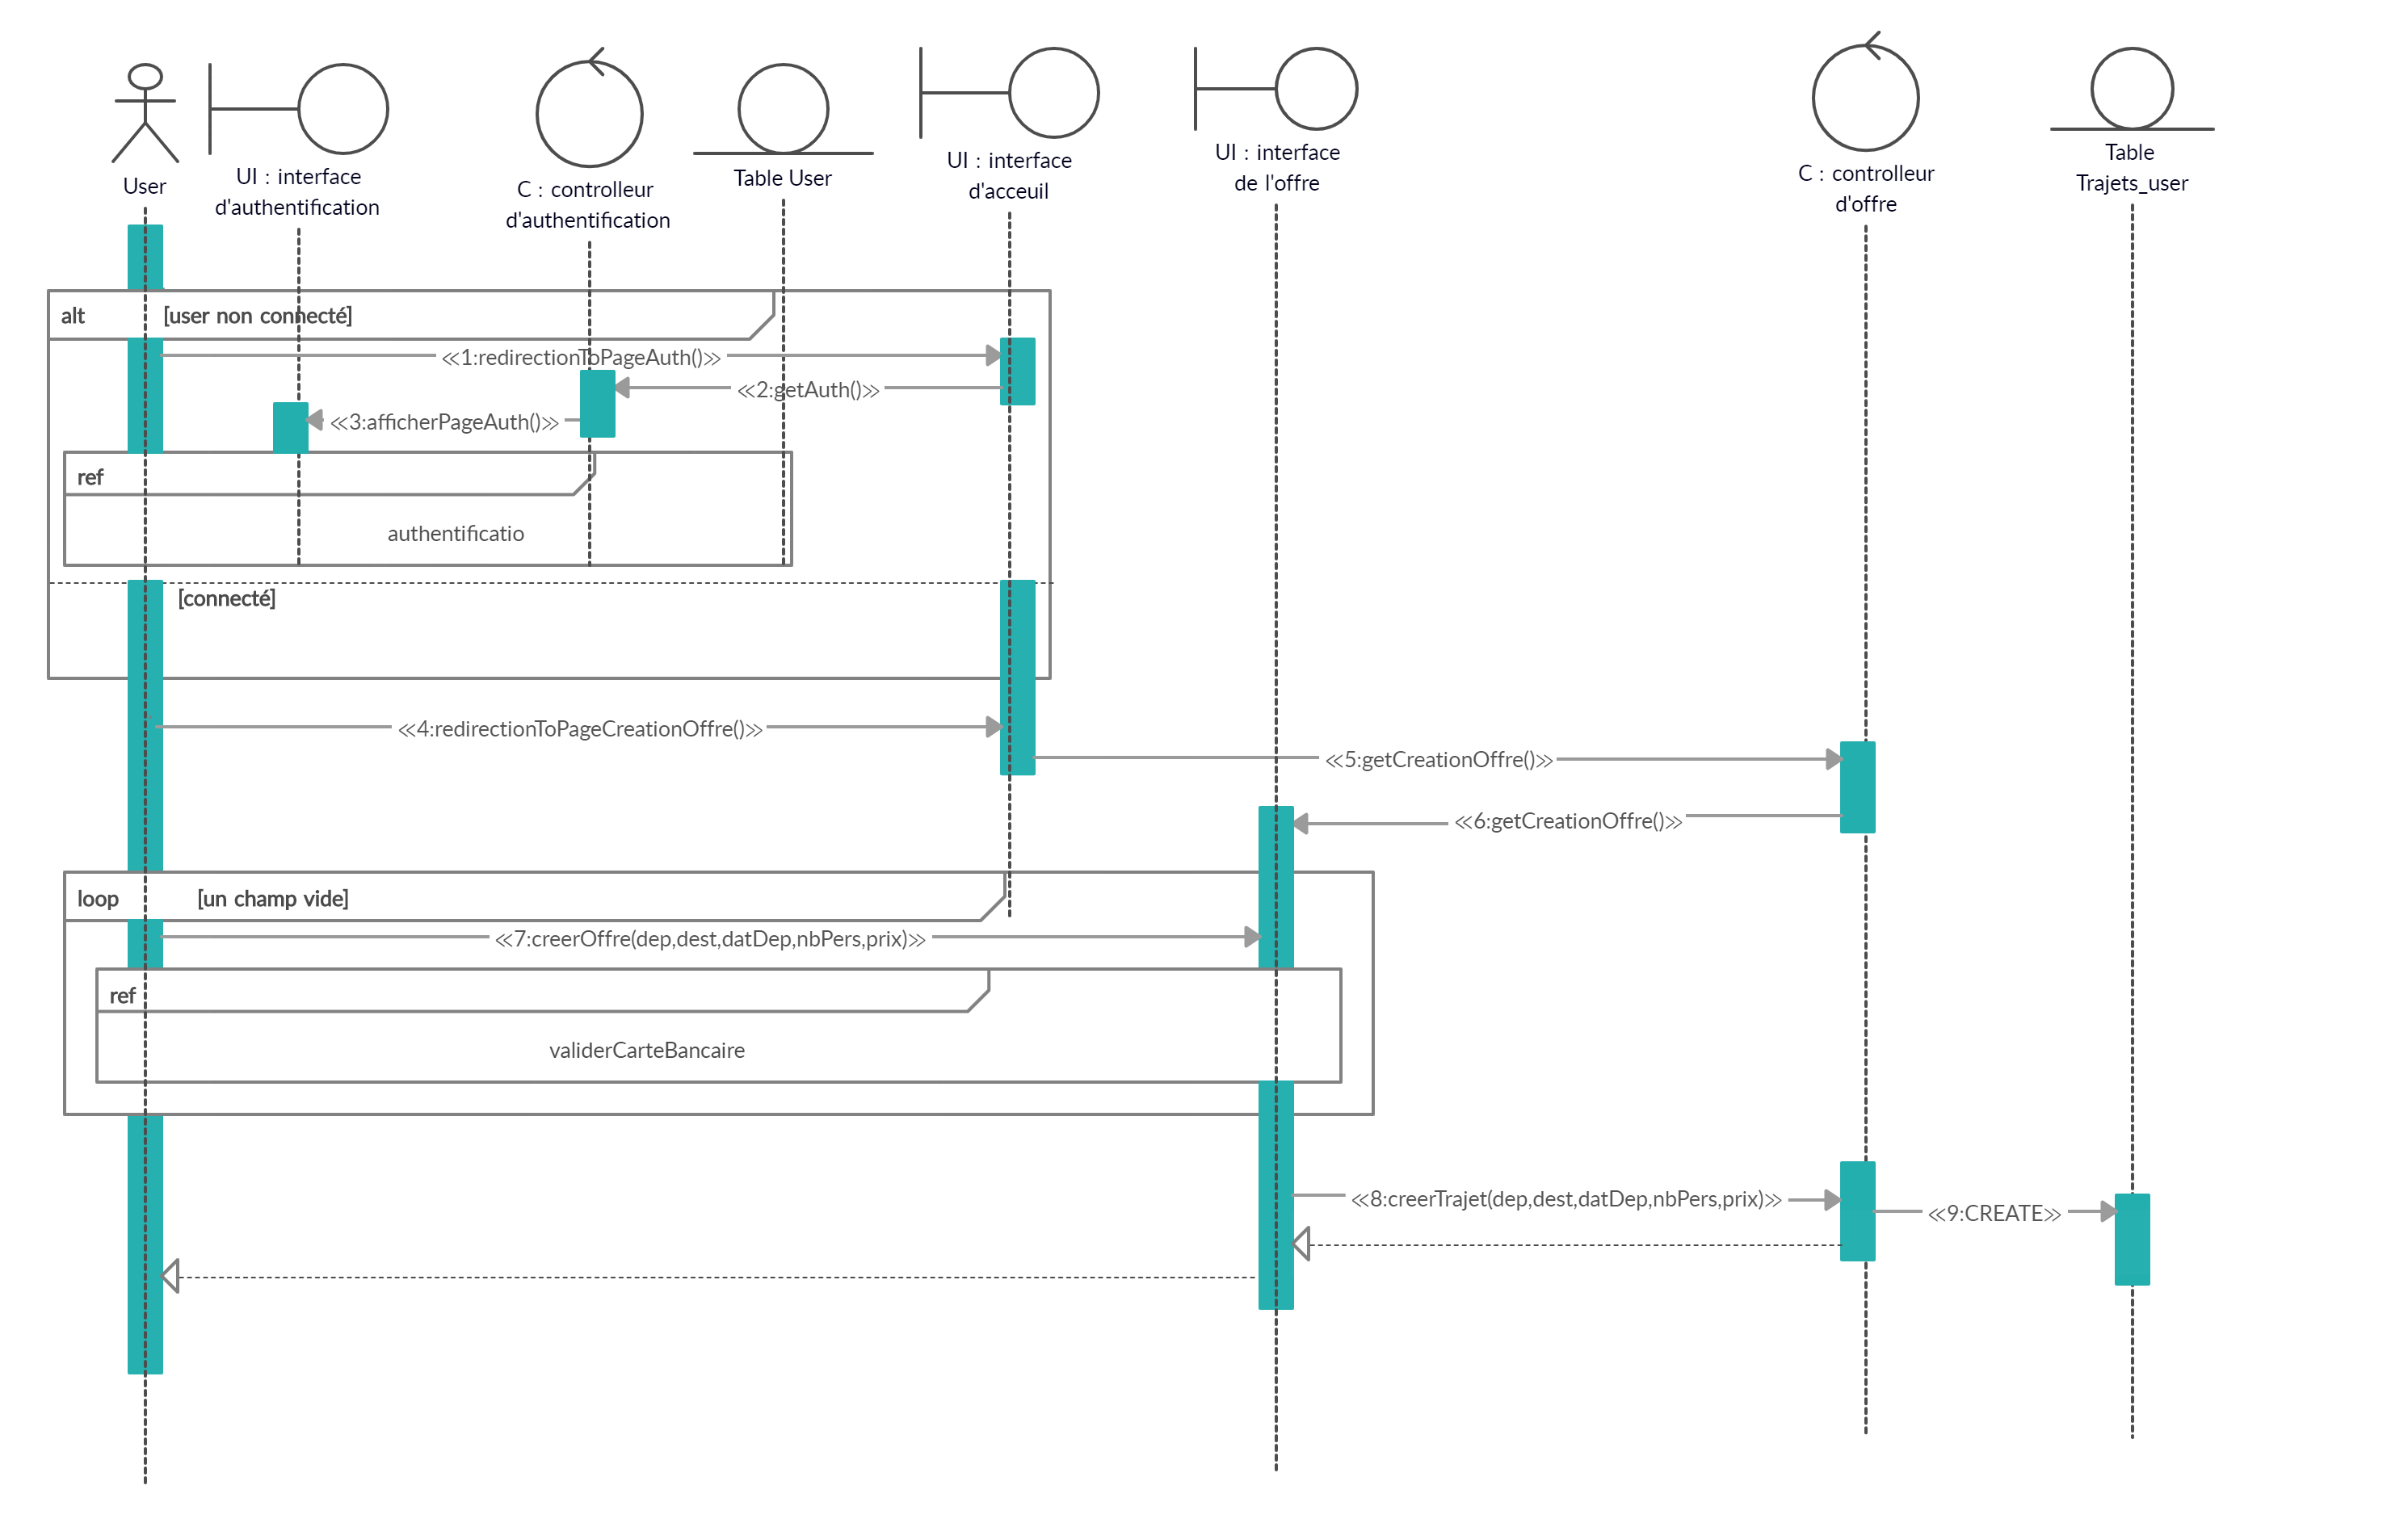 User
UI : interface
d'authentification
C : controlleur
d'authentification
Table User
UI : interface
d'acceuil
UI : interface
de l'offre
C : controlleur
d'offre
Table
Trajets_user
alt [user non connecté]
<<1:redirectionToPageAuth()>>
<<2:getAuth()>>
<<3:afficherPageAuth()>>
ref
authentificatio
[connecté]
<<4:redirectionToPageCreationOffre()>>
<<5:getCreationOffre()>>
<<6:getCreationOffre()>>
loop [un champ vide]
<<7:creerOffre(dep,dest,datDep,nbPers,prix)>>
ref
validerCarteBancaire
<<8:creerTrajet(dep,dest,datDep,nbPers,prix)>>
<<9:CREATE>>